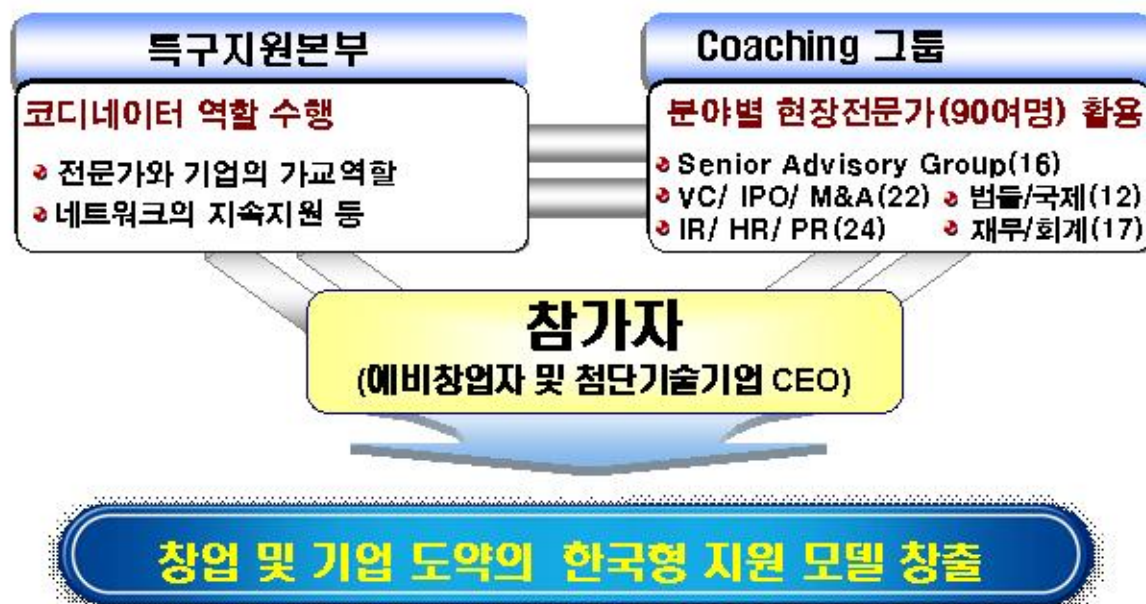 특구지원본부
코디네이터 역할 수행
전문가와 기업의 가교역할
네트워크의 지속지원 등
Coaching 그룹
분야별 현장전문가(90여명) 활용
Senior Advisory Group(16)
VC/ IPO/ M&A(22) 법률/국제(12)
IR/ HR/ PR(24) 재무/회계(17)
참가자
(예비창업자 및 첨단기술기업 CEO)
창업 및 기업 도약의 한국형 지원 모델 창출